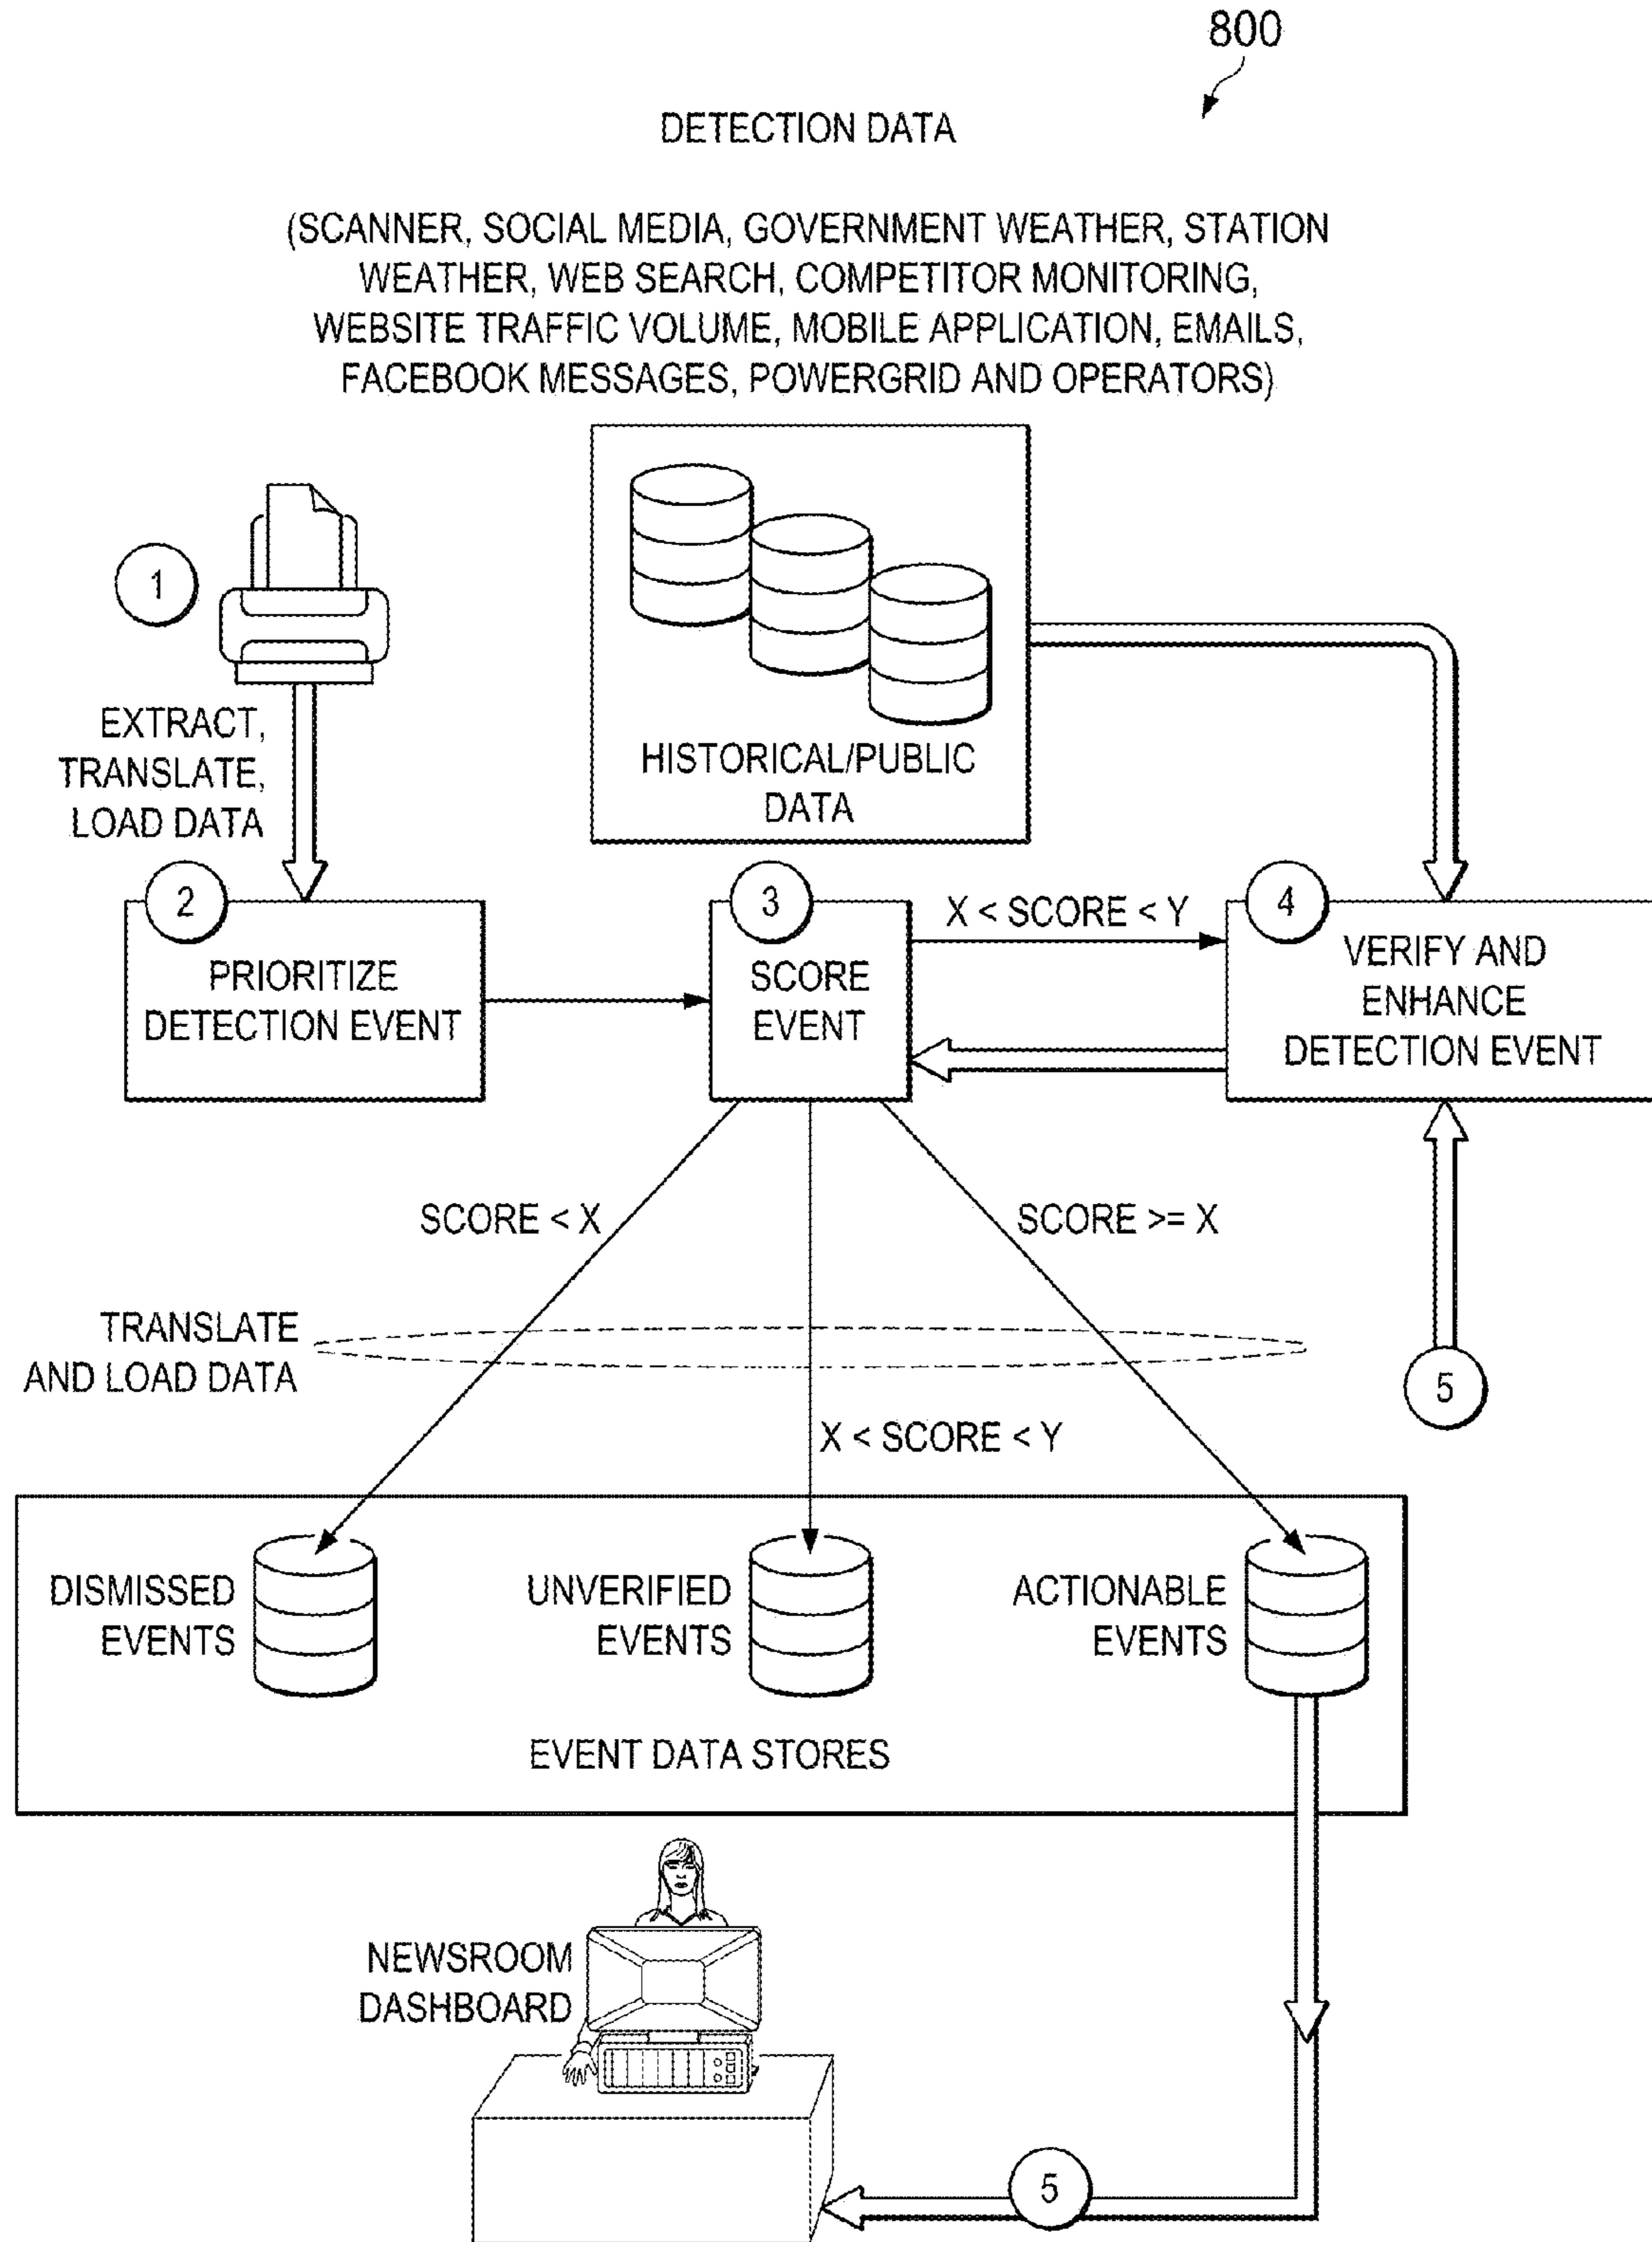 800
DETECTION DATA
(SCANNER, SOCIAL MEDIA, GOVERNMENT WEATHER, STATION
WEATHER, WEB SEARCH, COMPETITOR MONITORING,
WEBSITE TRAFFIC VOLUME, MOBILE APPLICATION, EMAILS,
FACEBOOK MESSAGES, POWERGRID AND OPERATORS)
1
EXTRACT,
TRANSLATE,
LOAD DATA
HISTORICAL/PUBLIC
DATA
2
PRIORITIZE
DETECTION EVENT
3
SCORE
EVENT
X < SCORE < Y
4
VERIFY AND
ENHANCE
DETECTION EVENT
SCORE < X
SCORE >= X
TRANSLATE
AND LOAD DATA
5
X < SCORE < Y
DISMISSED
EVENTS
UNVERIFIED
EVENTS
ACTIONABLE
EVENTS
EVENT DATA STORES
NEWSROOM
DASHBOARD
5